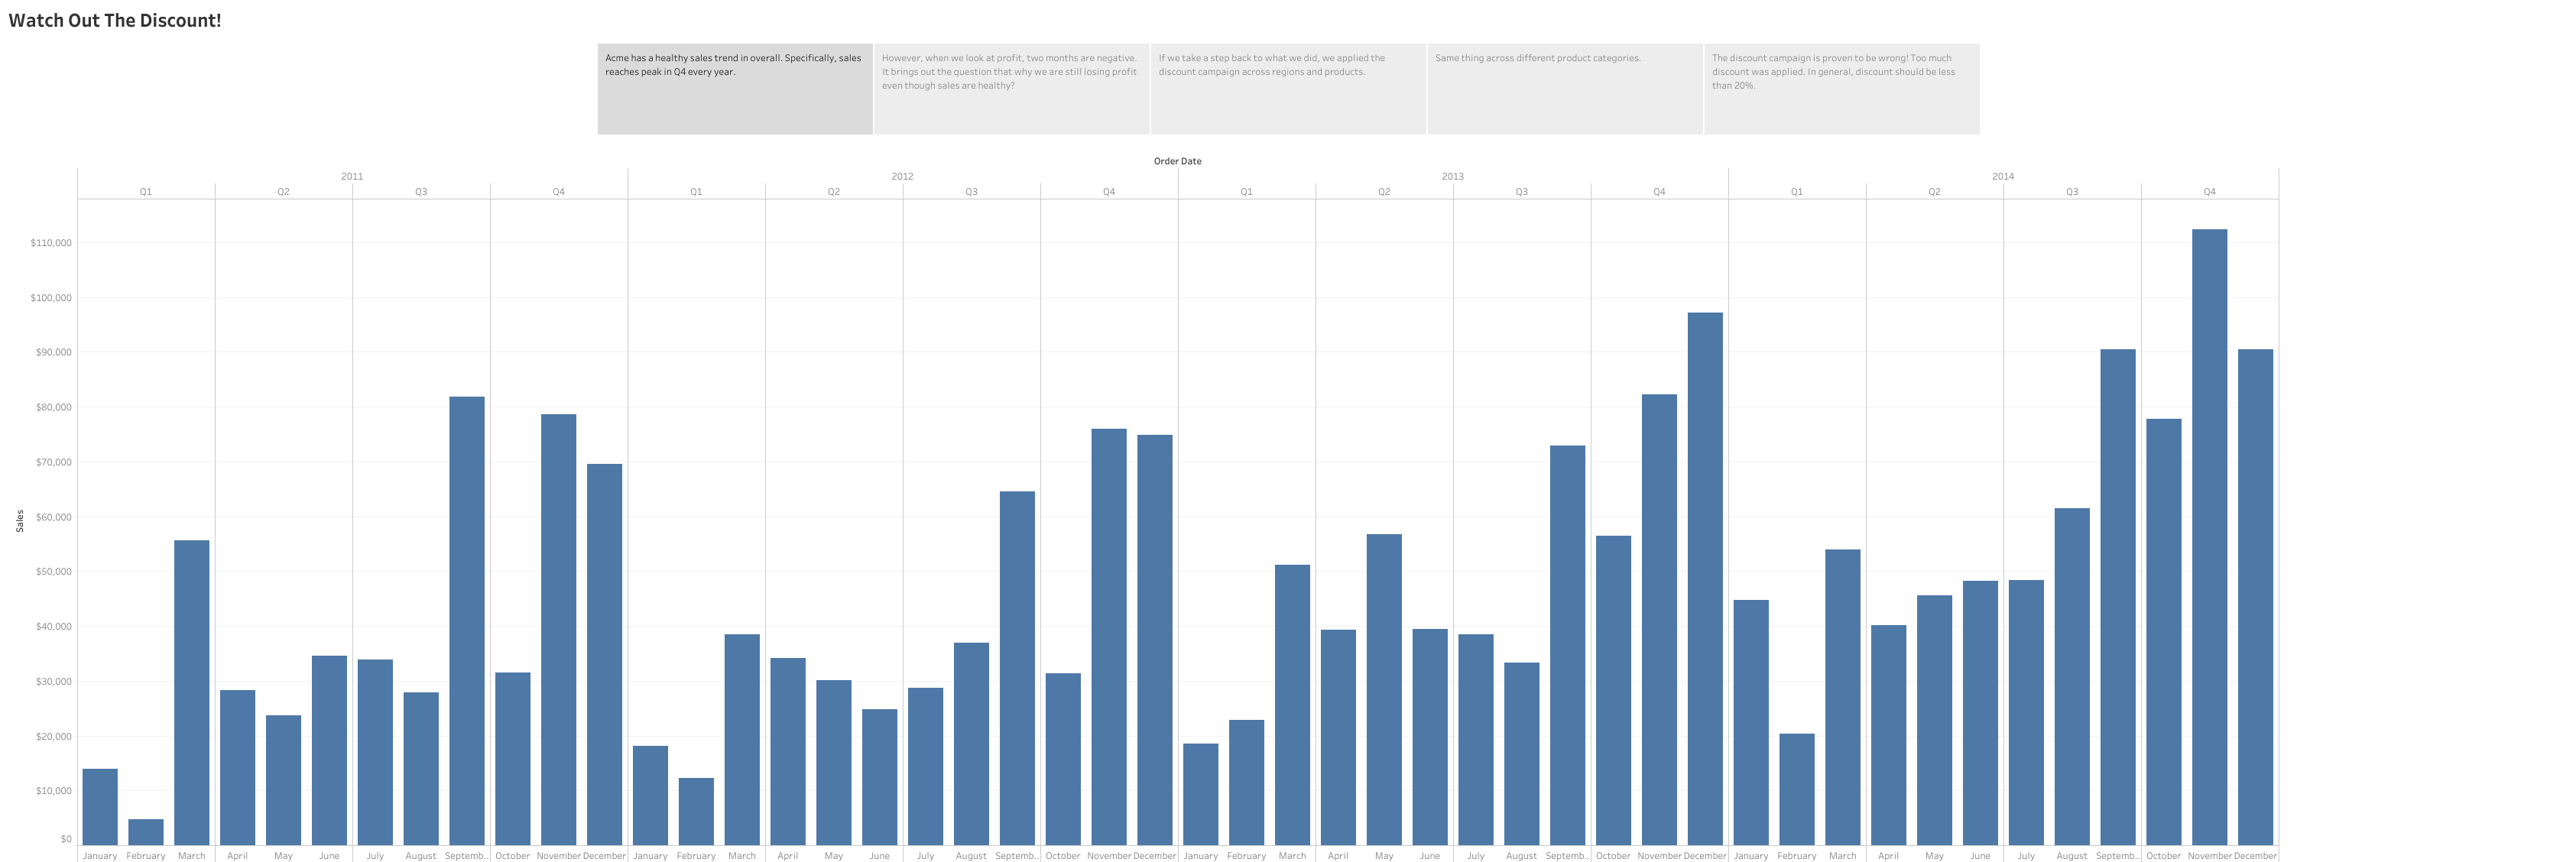 Watch Out The Discount!
Acme has a healthy sales trend in overall. Specifically, sales
reaches peak in Q4 every year.
However, when we look at profit, two months are negative.
It brings out the question that why we are still losing profit
even though sales are healthy?
If we take a step back to what we did, we applied the
discount campaign across regions and products.
Same thing across different product categories.
The discount campaign is proven to be wrong! Too much
discount was applied. In general, discount should be less
than 20%.
Order Date
2011 2012 2013 2014
Q1 Q2 Q3 Q4 Q1 Q2 Q3 Q4 Q1 Q2 Q3 Q4 Q1 Q2 Q3 Q4
$110,000
$100,000
$90,000
$80,000
$70,000
$60,000
Sales
$50,000
$40,000
$30,000
$20,000
$10,000
$0
January February March April May June July August Septemb.. October November December January February March April May June July August Septemb.. October November December January February March April May June July August Septemb.. October November December January February March April May June July August Septemb.. October November December